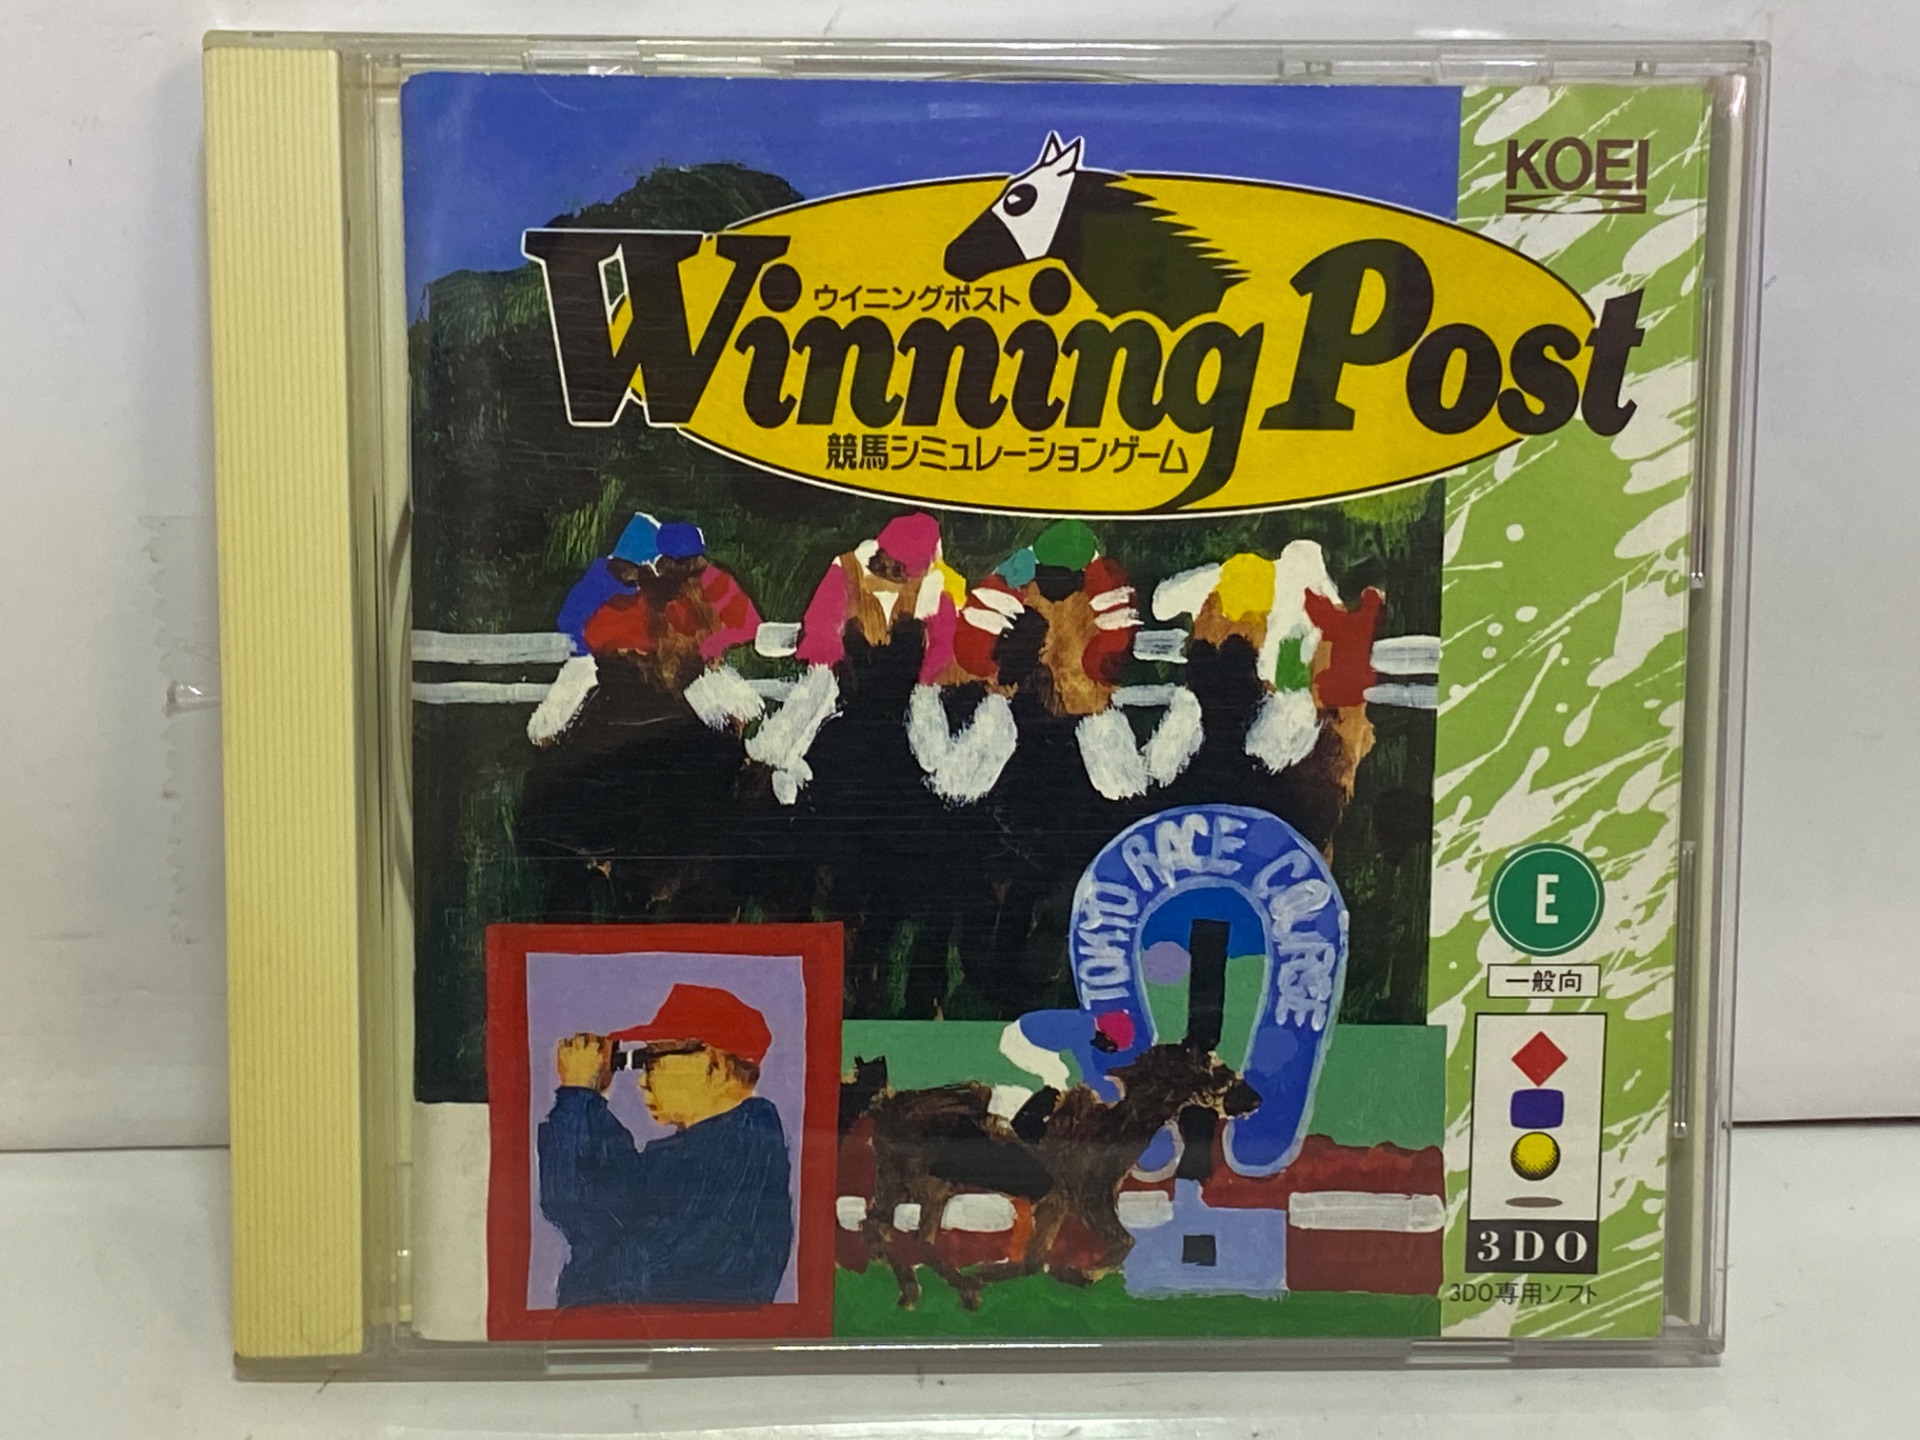 KOEI
ウイニングポスト
Winning Post
競馬シミュレーションゲーム
TOKYO RACE COURSE
E
一般向
3DO
3DO専用ソフト